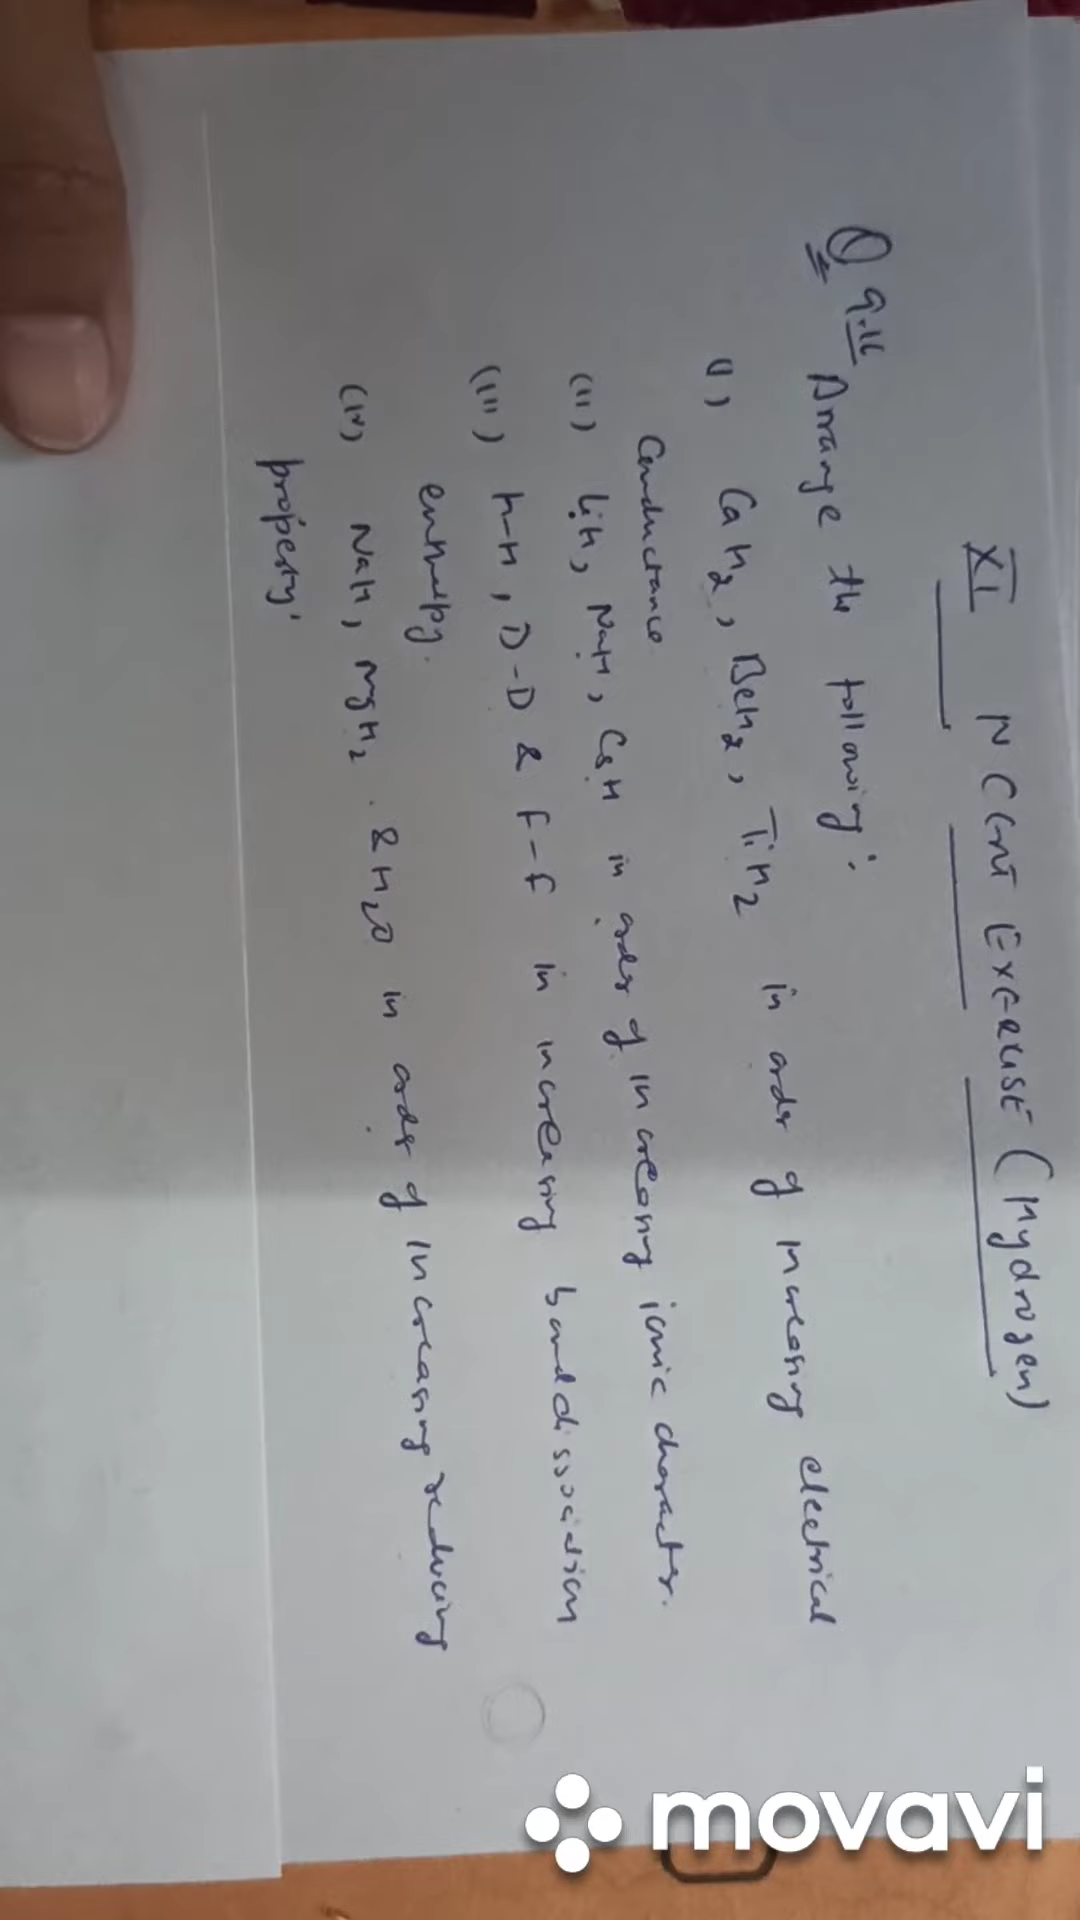 XI NCERT EXERCISE (Hydrogen)
Q 9.16 Arrange the following:
(i) CaH2, BeH2, TiH2 in order of increasing electrical
Conductance.
(ii) LiH, NaH, CsH in order of increasing ionic character.
(iii) H-H, D-D & F-F in increasing bond dissociation
enthalpy.
(iv) NaH, MgH2 & H2O in order of increasing reducing
property.
movavi